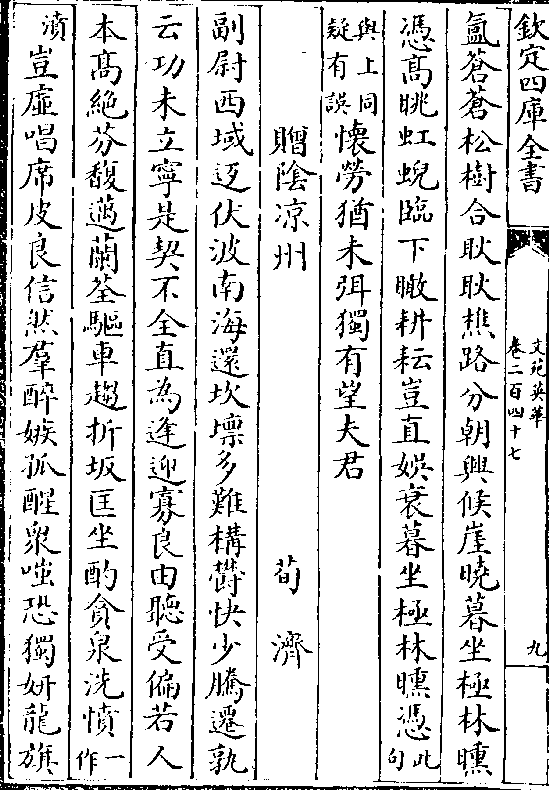 欽定四庫全書
文苑英華
卷二百四十七
九
氳蒼蒼松樹合耿耿樵路分朝興候崖曉暮坐極林曛
憑髙眺虹蜺臨下瞰耕耘豈直娛衰暮坐極林曛憑此句
與上同疑有誤懷勞猶未弭獨有望夫君
贈陰凉州 荀濟
副尉西域返伏波南海還坎壈多難構欝怏少騰遷孰
云功未立寧是契不全直為逢迎寡良由聽受偏若人
本髙絶芬馥邁蘭荃驅車趨折坂匡坐酌貪泉洗憤一作
濆豈虛唱席皮良信然羣醉嫉孤醒衆嗤恐獨妍龍旗